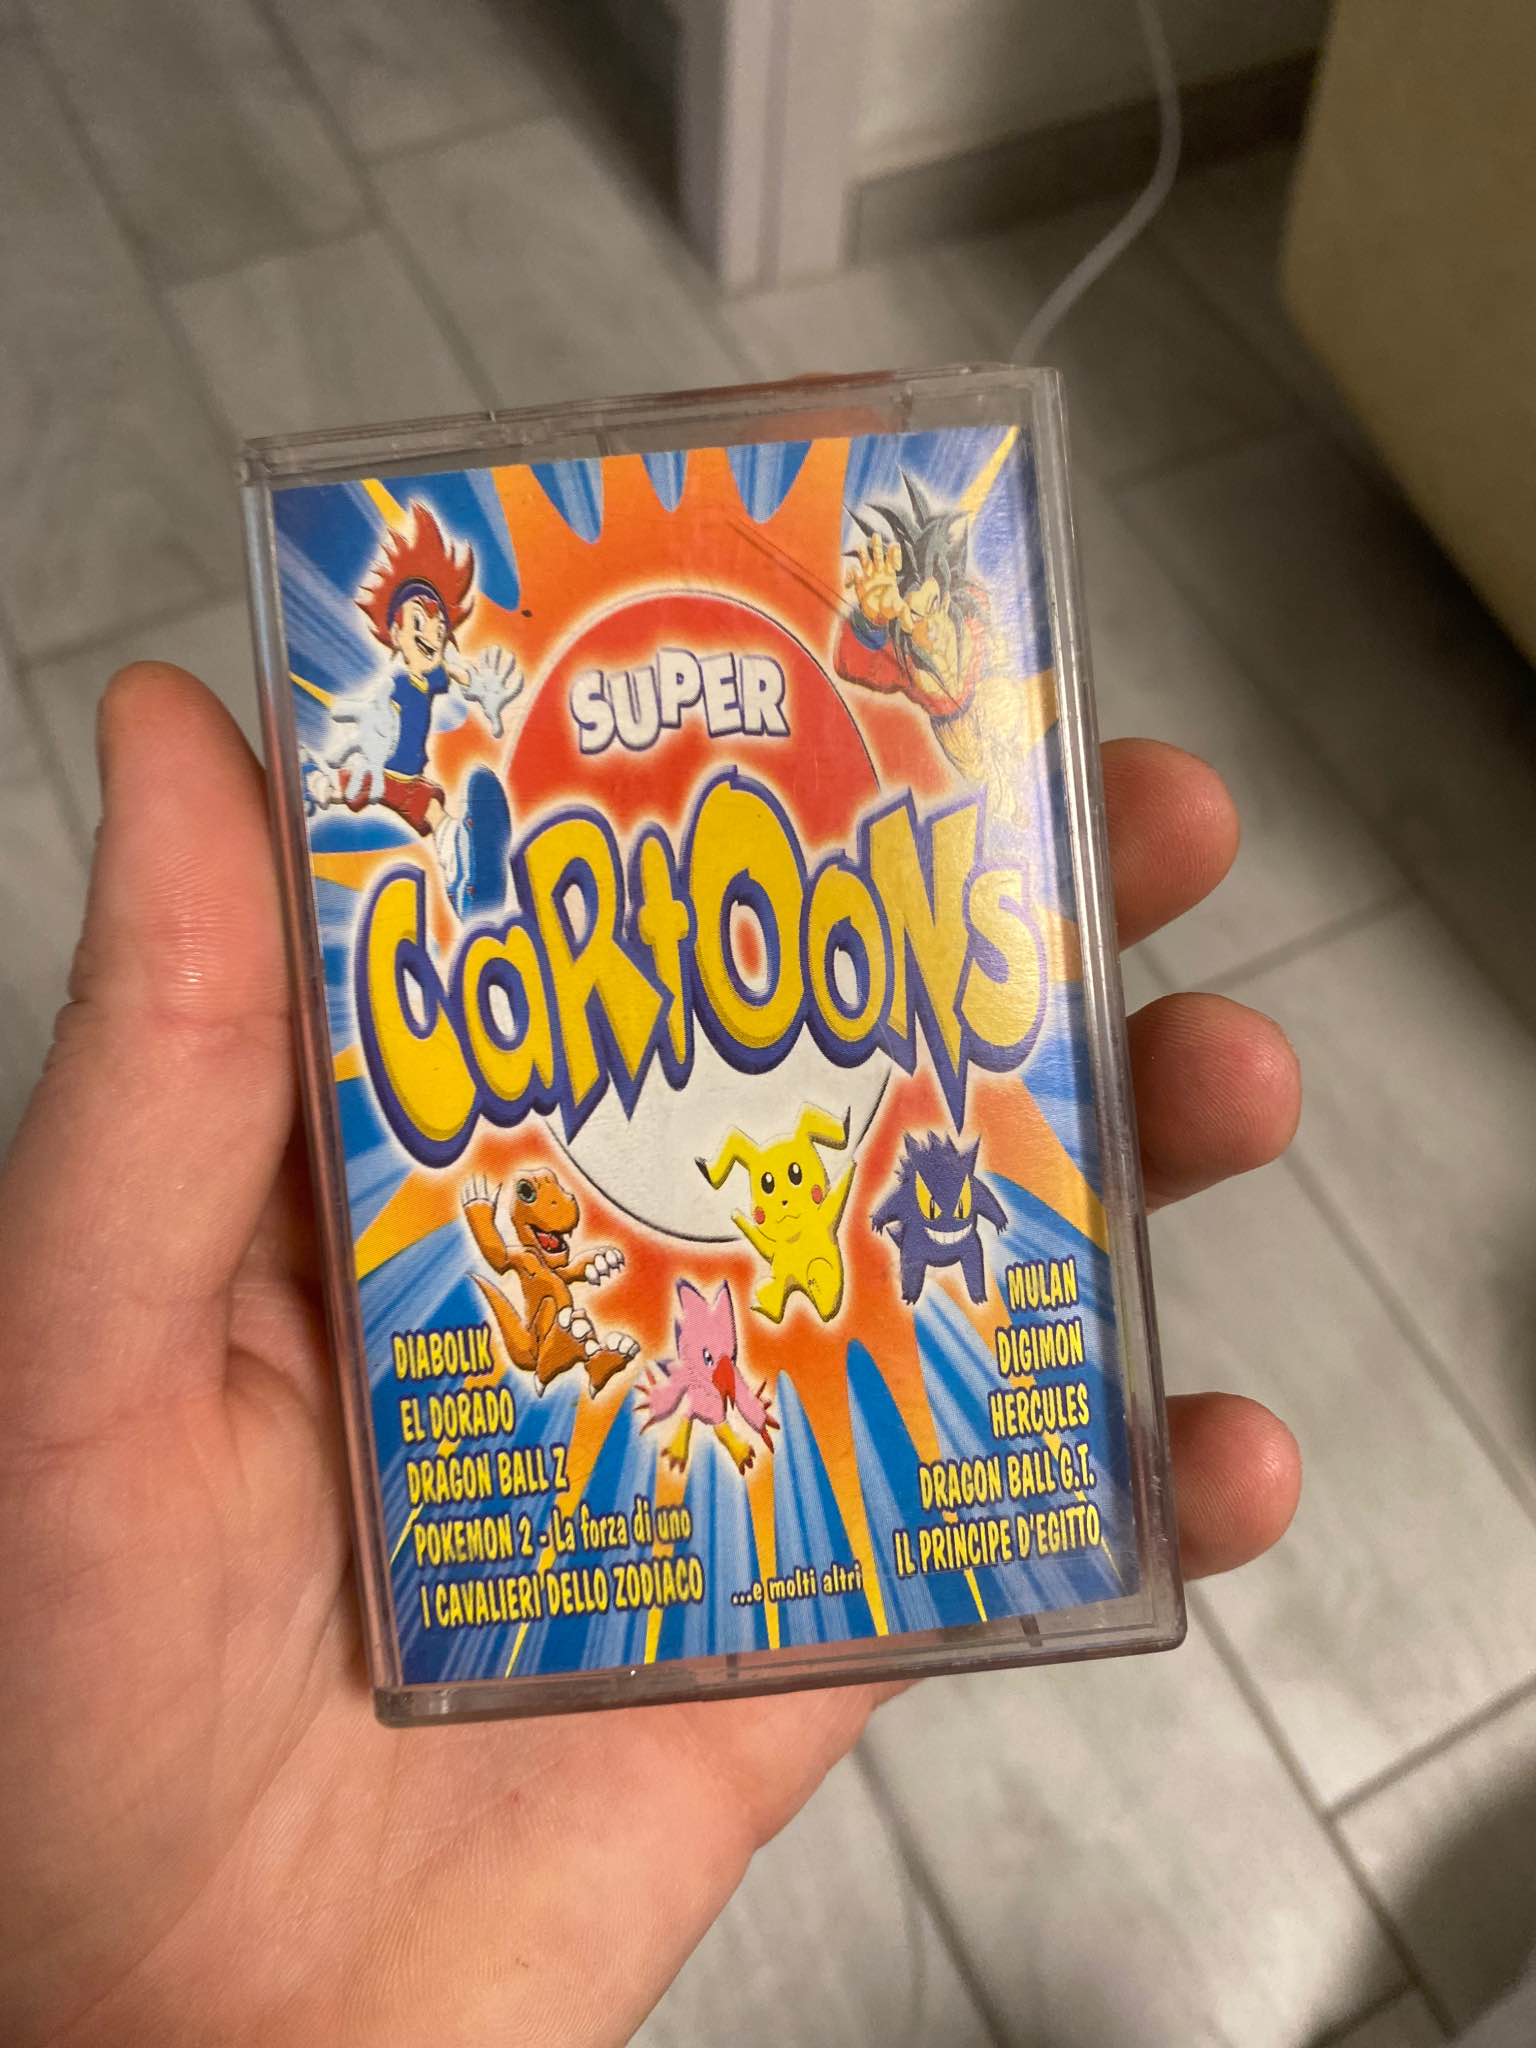 SUPER
CaRtOoNs
DIABOLIK
EL DORADO
DRAGON BALL Z
POKEMON 2 - La forza di uno
I CAVALIERI DELLO ZODIACO
...e molti altri
MULAN
DIGIMON
HERCULES
DRAGON BALL G.T.
IL PRINCIPE D'EGITTO